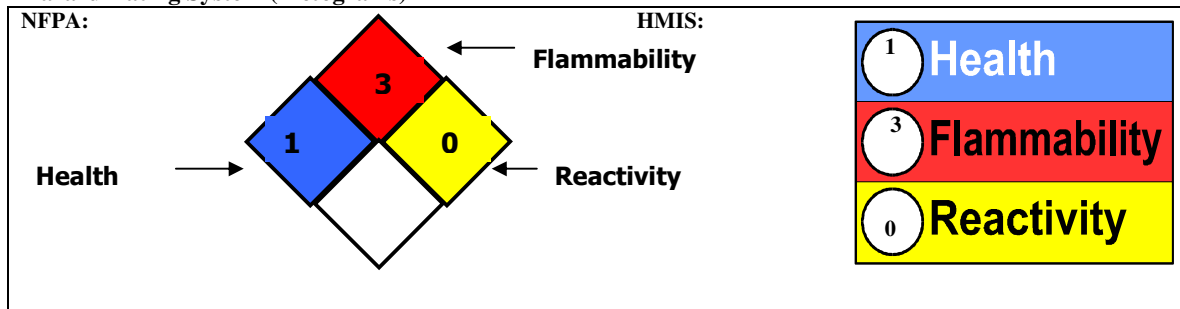 NFPA:
HMIS:
Flammability
3
1
0
Health
Reactivity
1 Health
3 Flammability
0 Reactivity